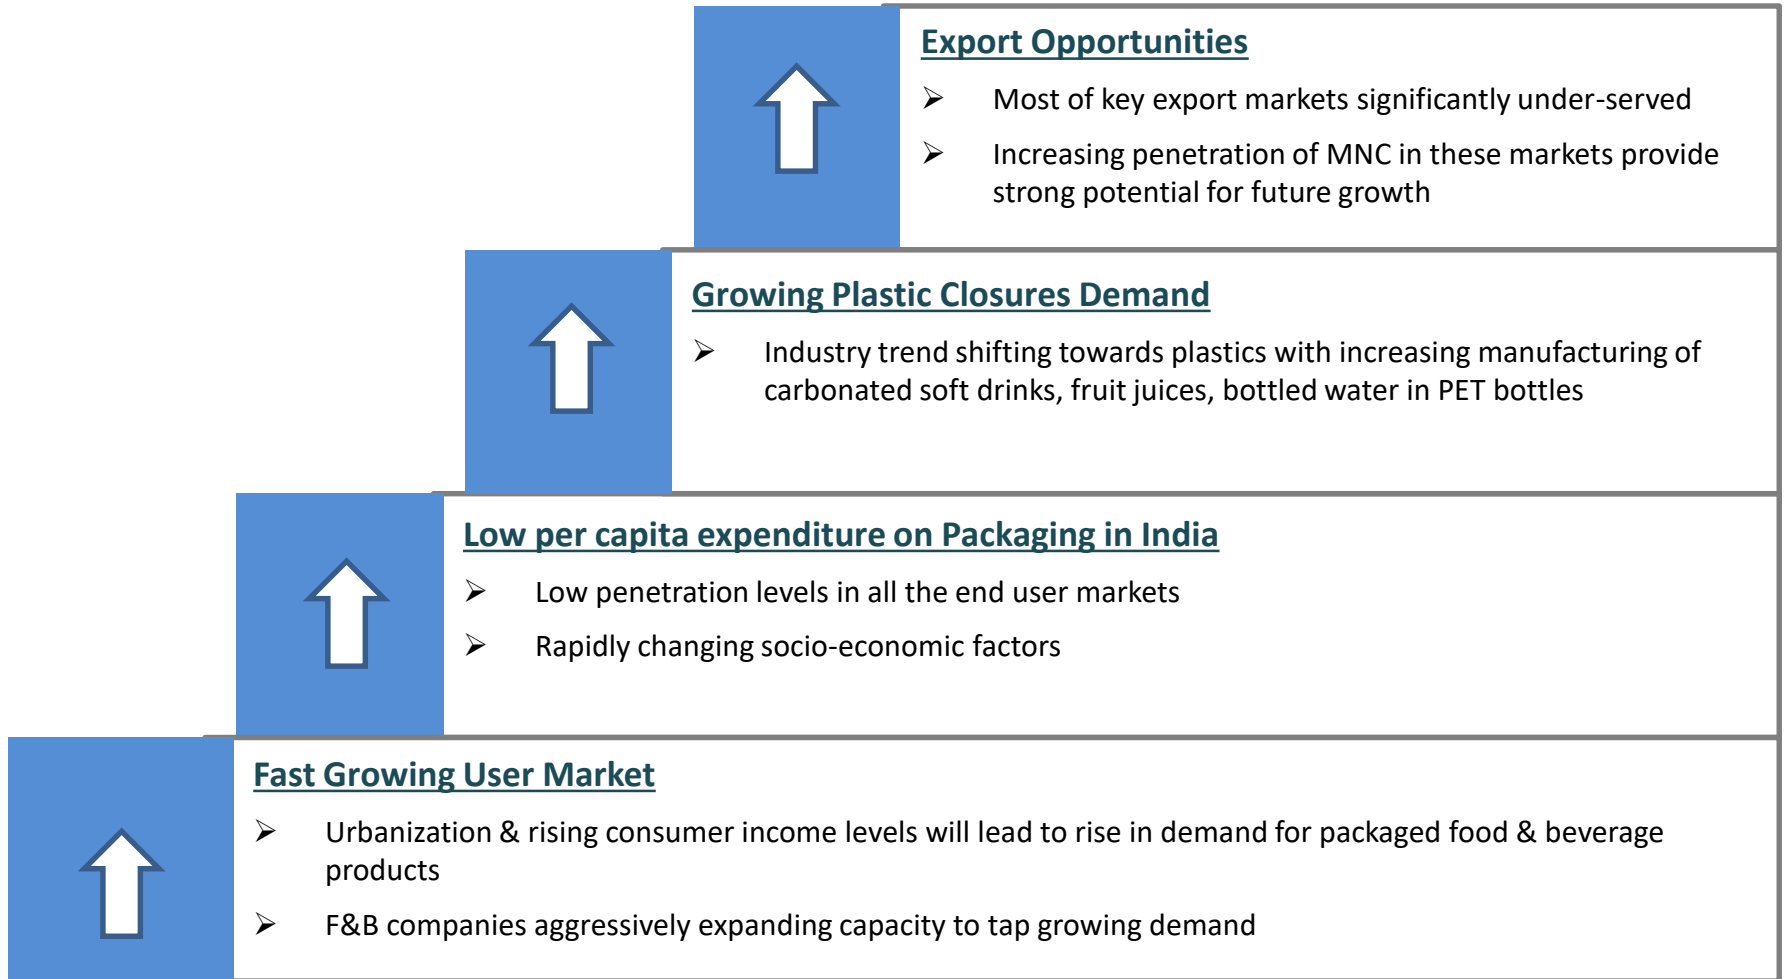 Export Opportunities
➢ Most of key export markets significantly under-served
➢ Increasing penetration of MNC in these markets provide
strong potential for future growth
Growing Plastic Closures Demand
➢ Industry trend shifting towards plastics with increasing manufacturing of
carbonated soft drinks, fruit juices, bottled water in PET bottles
Low per capita expenditure on Packaging in India
➢ Low penetration levels in all the end user markets
➢ Rapidly changing socio-economic factors
Fast Growing User Market
➢ Urbanization & rising consumer income levels will lead to rise in demand for packaged food & beverage
products
➢ F&B companies aggressively expanding capacity to tap growing demand